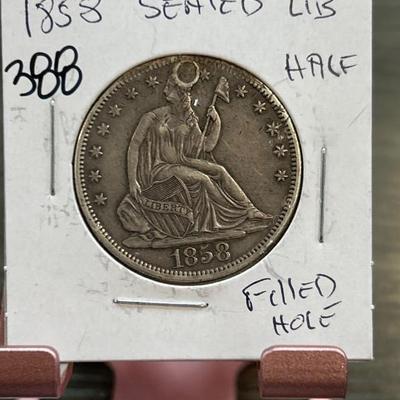 1858 SEATED LIB
388
HALF
LIBERTY
1858
FILLED
HOLE